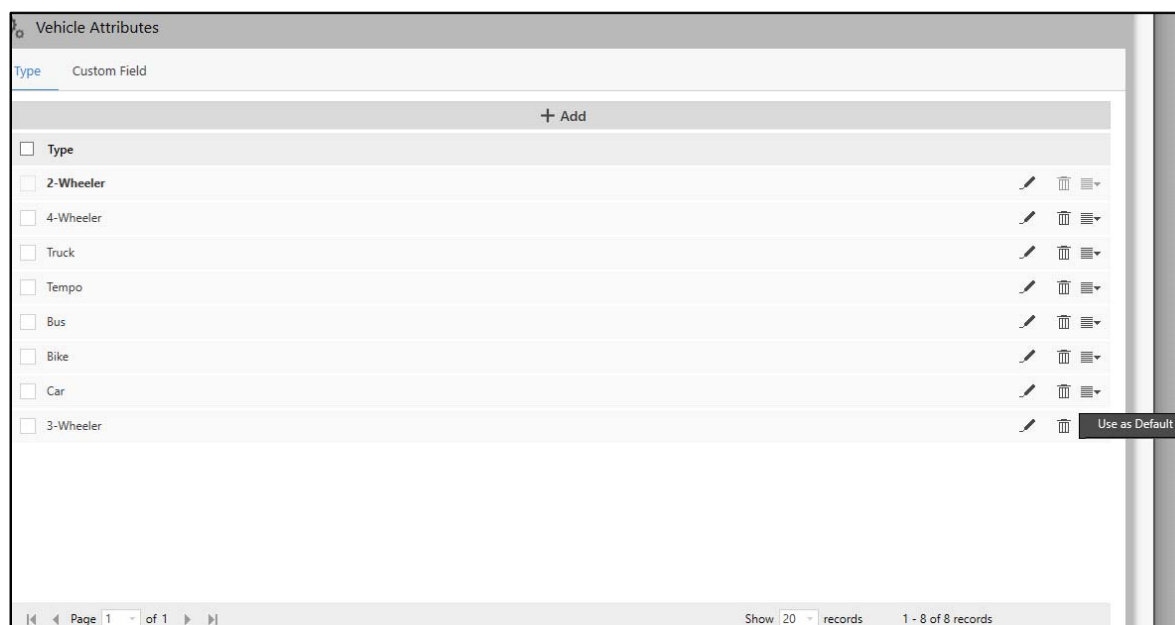 Vehicle Attributes
Type Custom Field
+ Add
Type
2-Wheeler
4-Wheeler
Truck
Tempo
Bus
Bike
Car
3-Wheeler
Use as Default
Page 1 of 1 Show 20 records 1 - 8 of 8 records